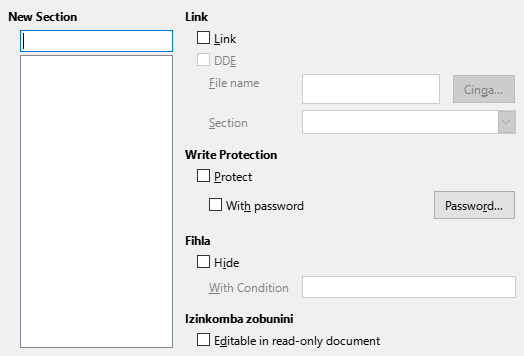 New Section
Link
Link
DDE
File name
Cinga...
Section
Write Protection
Protect
With password
Password...
Fihla
Hide
With Condition
Izinkomba zobunini
Editable in read-only document